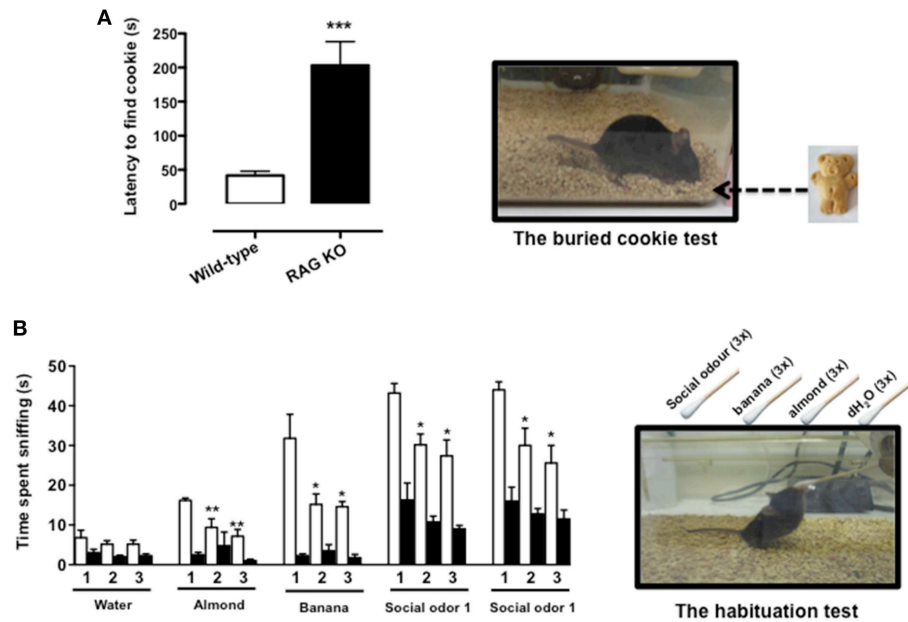 A
Latency to find cookie (s)
250
200
150
100
50
0
***
Wild-type
RAG KO
The buried cookie test
B
Time spent sniffing (s)
50
40
30
20
10
0
** **
* *
* *
* *
1 2 3
1 2 3
1 2 3
1 2 3
1 2 3
Water
Almond
Banana
Social odor 1
Social odor 1
Social odour (3x)
banana (3x)
almond (3x)
dH₂O (3x)
The habituation test